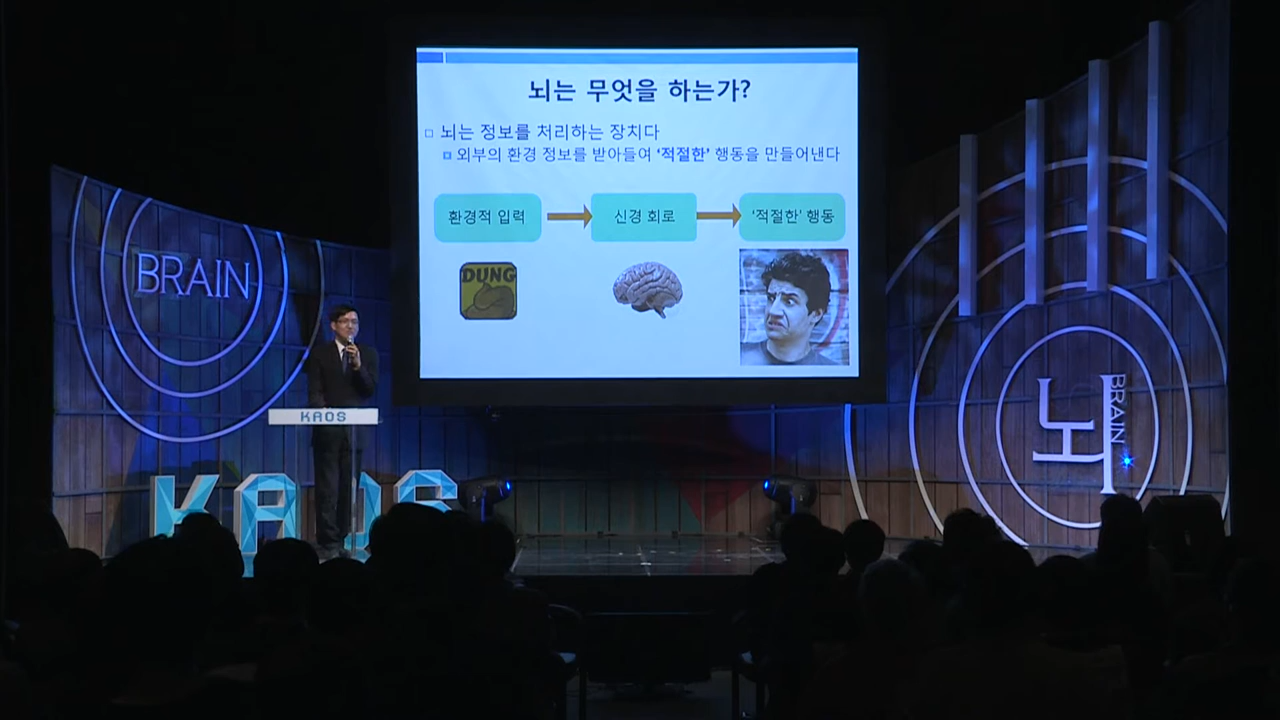 뇌는 무엇을 하는가?
뇌는 정보를 처리하는 장치다
외부의 환경 정보를 받아들여 ‘적절한’ 행동을 만들어낸다
환경적 입력
신경 회로
‘적절한’ 행동
DUNG
BRAIN
KAOS
KAOS
뇌
BRAIN